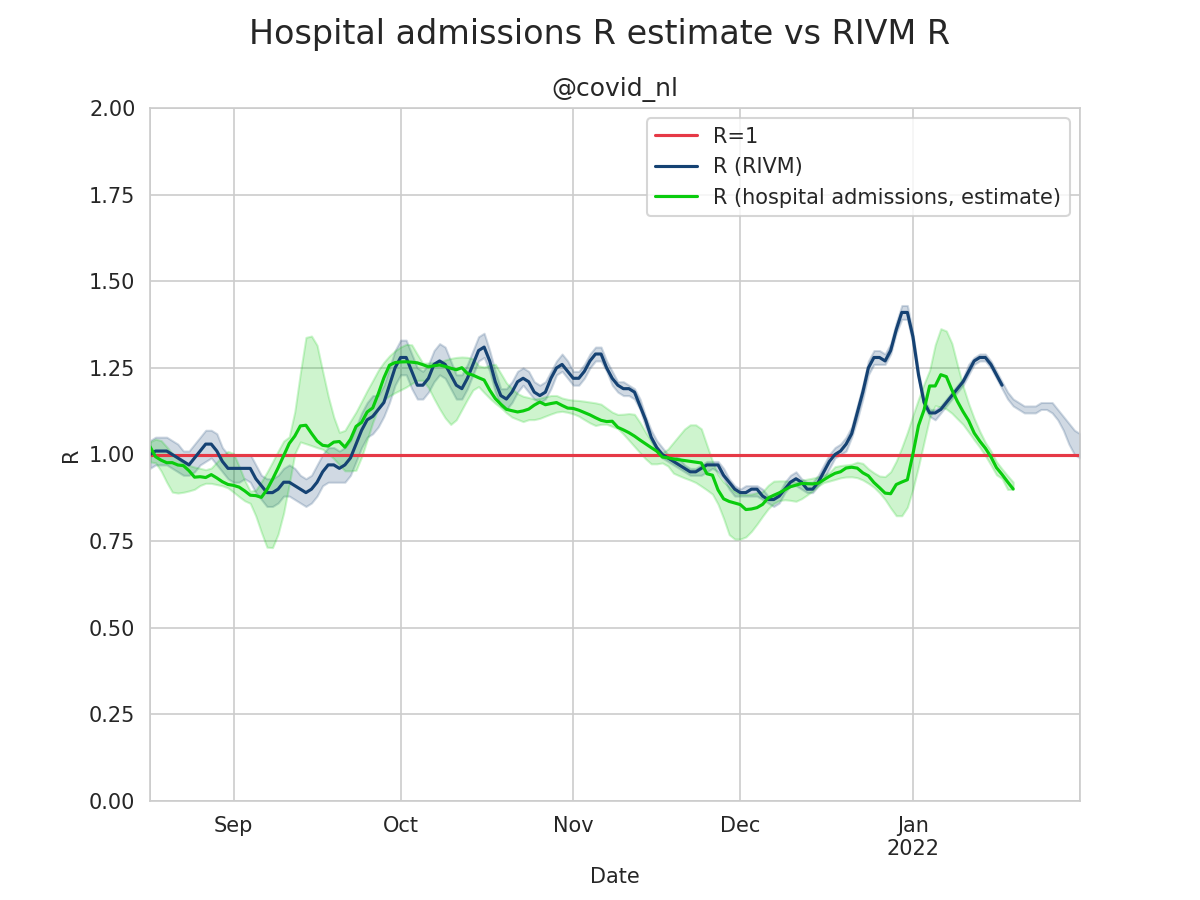 Hospital admissions R estimate vs RIVM R
@covid_nl
R=1
R (RIVM)
R (hospital admissions, estimate)
2.00
1.75
1.50
1.25
1.00
0.75
0.50
0.25
0.00
R
Sep
Oct
Nov
Dec
Jan
2022
Date